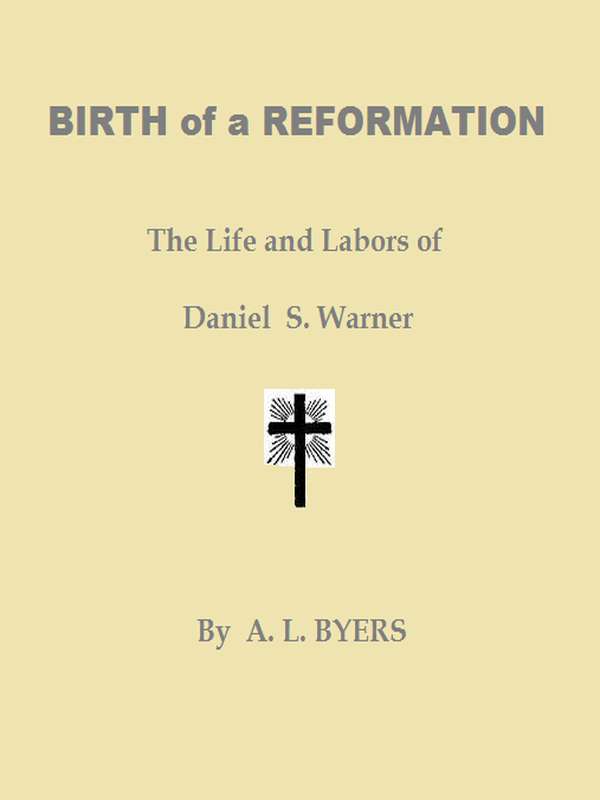 BIRTH of a REFORMATION
The Life and Labors of
Daniel S. Warner
By A. L. BYERS